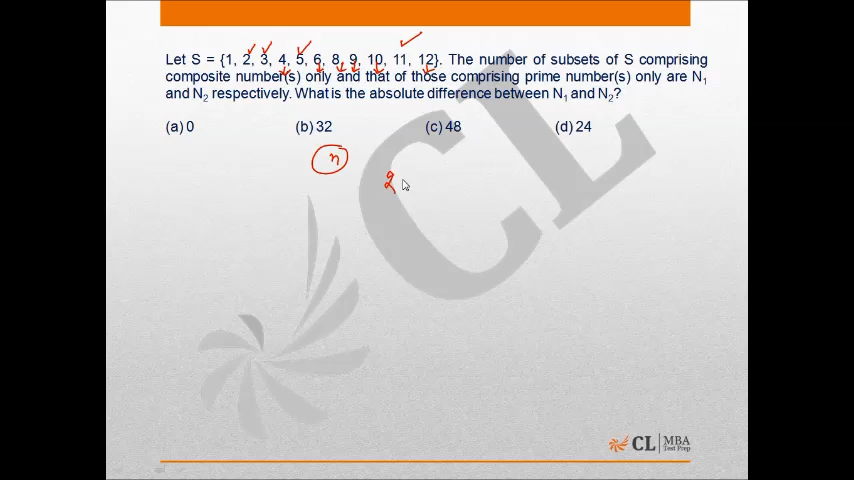 Let S = {1, 2, 3, 4, 5, 6, 8, 9, 10, 11, 12}. The number of subsets of S comprising
composite number(s) only and that of those comprising prime number(s) only are N₁
and N₂ respectively. What is the absolute difference between N₁ and N₂?
(a) 0 (b) 32 (c) 48 (d) 24
n
2
CL
CL MBA
Test Prep